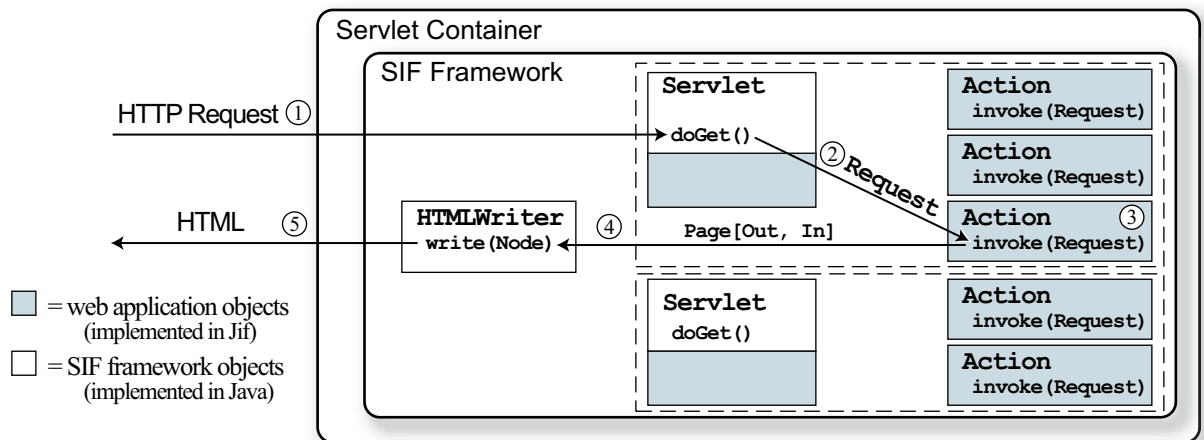 Servlet Container
SIF Framework
HTTP Request ①
Servlet
doGet()
② Request
Action
invoke(Request)
Action
invoke(Request)
Action ③
invoke(Request)
Page[Out, In]
④
HTMLWriter
write(Node)
HTML ⑤
Servlet
doGet()
Action
invoke(Request)
Action
invoke(Request)
= web application objects
(implemented in Jif)
= SIF framework objects
(implemented in Java)